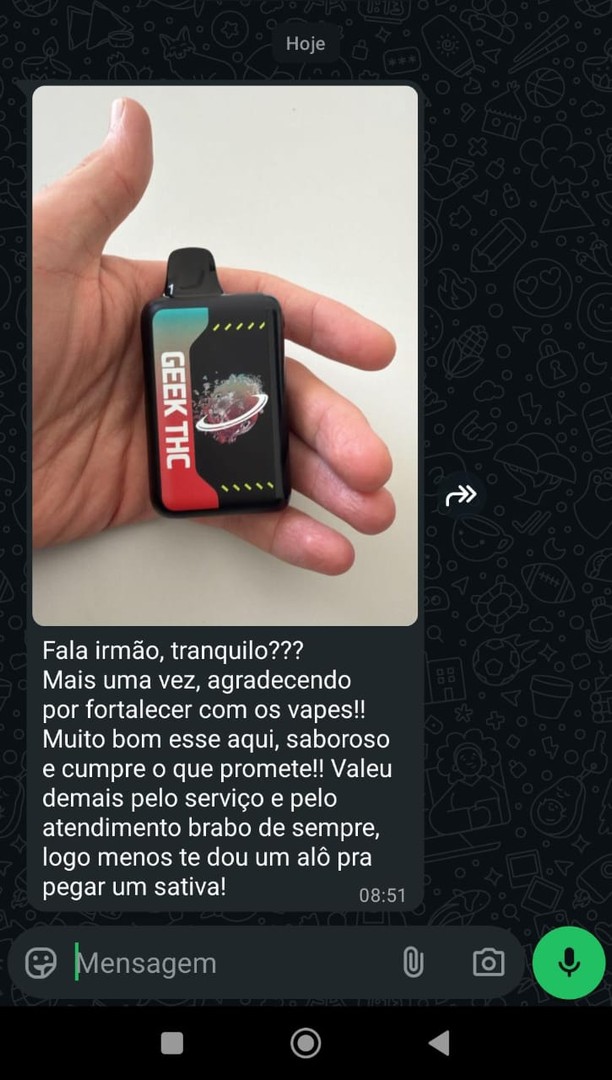 Hoje
GEEK THC
Fala irmão, tranquilo???
Mais uma vez, agradecendo
por fortalecer com os vapes!!
Muito bom esse aqui, saboroso
e cumpre o que promete!! Valeu
demais pelo serviço e pelo
atendimento brabo de sempre,
logo menos te dou um alô pra
pegar um sativa!
08:51
Mensagem